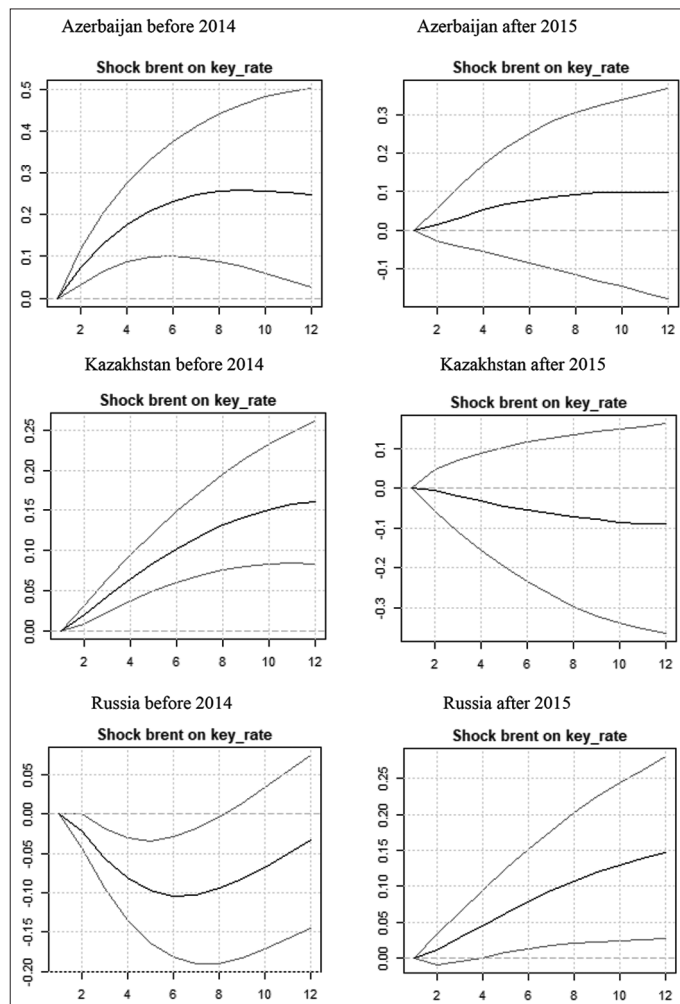 Azerbaijan before 2014
Azerbaijan after 2015
Shock brent on key_rate
0.5
0.4
0.3
0.2
0.1
0.0
2 4 6 8 10 12
Shock brent on key_rate
0.3
0.1
0.0
-0.1
2 4 6 8 10 12
Kazakhstan before 2014
Kazakhstan after 2015
Shock brent on key_rate
0.25
0.20
0.15
0.10
0.05
0.00
2 4 6 8 10 12
Shock brent on key_rate
0.1
0.0
-0.1
-0.3
2 4 6 8 10 12
Russia before 2014
Russia after 2015
Shock brent on key_rate
0.05
0.00
-0.05
-0.10
-0.15
-0.20
2 4 6 8 10 12
Shock brent on key_rate
0.25
0.20
0.15
0.10
0.05
0.00
2 4 6 8 10 12